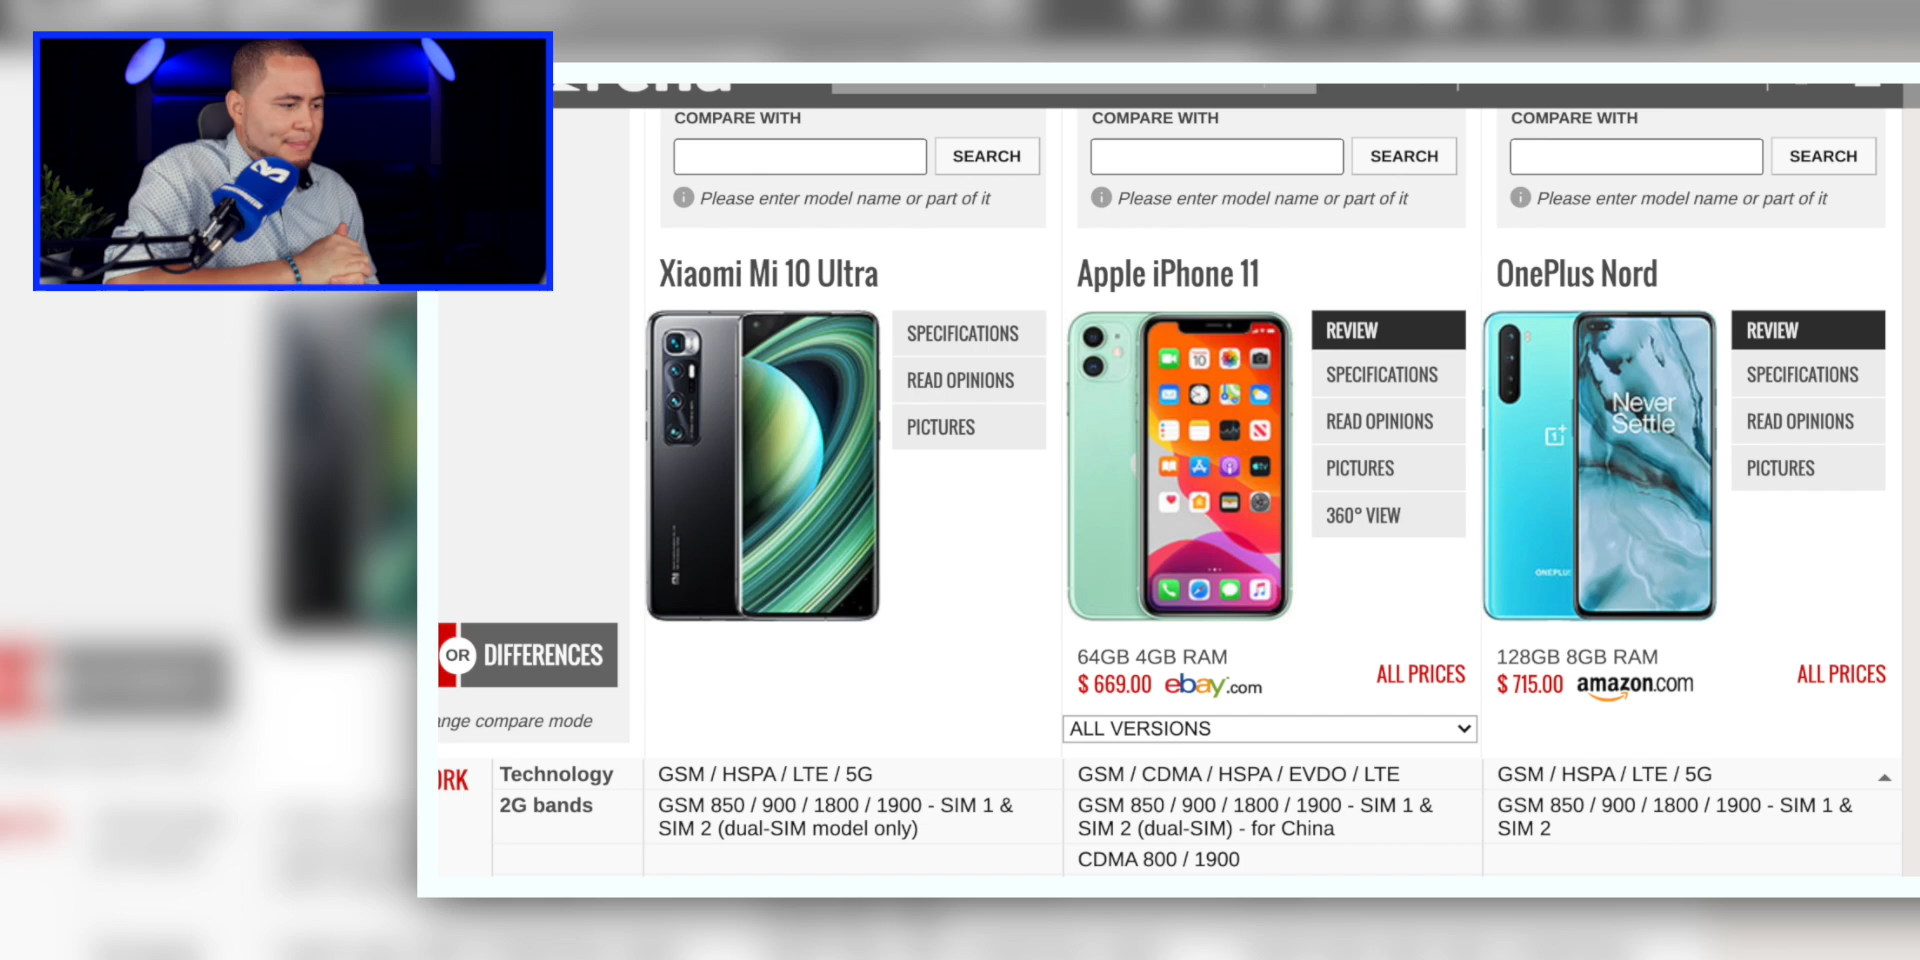 COMPARE WITH
SEARCH
Please enter model name or part of it
COMPARE WITH
SEARCH
Please enter model name or part of it
COMPARE WITH
SEARCH
Please enter model name or part of it
Xiaomi Mi 10 Ultra
SPECIFICATIONS
READ OPINIONS
PICTURES
Apple iPhone 11
REVIEW
SPECIFICATIONS
READ OPINIONS
PICTURES
360° VIEW
OnePlus Nord
REVIEW
SPECIFICATIONS
READ OPINIONS
PICTURES
Never
Settle
OR DIFFERENCES
compare mode
64GB 4GB RAM
$ 669.00 ebay.com
ALL PRICES
128GB 8GB RAM
$ 715.00 amazon.com
ALL PRICES
ALL VERSIONS
Technology GSM / HSPA / LTE / 5G GSM / CDMA / HSPA / EVDO / LTE GSM / HSPA / LTE / 5G
2G bands GSM 850 / 900 / 1800 / 1900 - SIM 1 & GSM 850 / 900 / 1800 / 1900 - SIM 1 & GSM 850 / 900 / 1800 / 1900 - SIM 1 &
SIM 2 (dual-SIM model only) SIM 2 (dual-SIM) - for China SIM 2
CDMA 800 / 1900